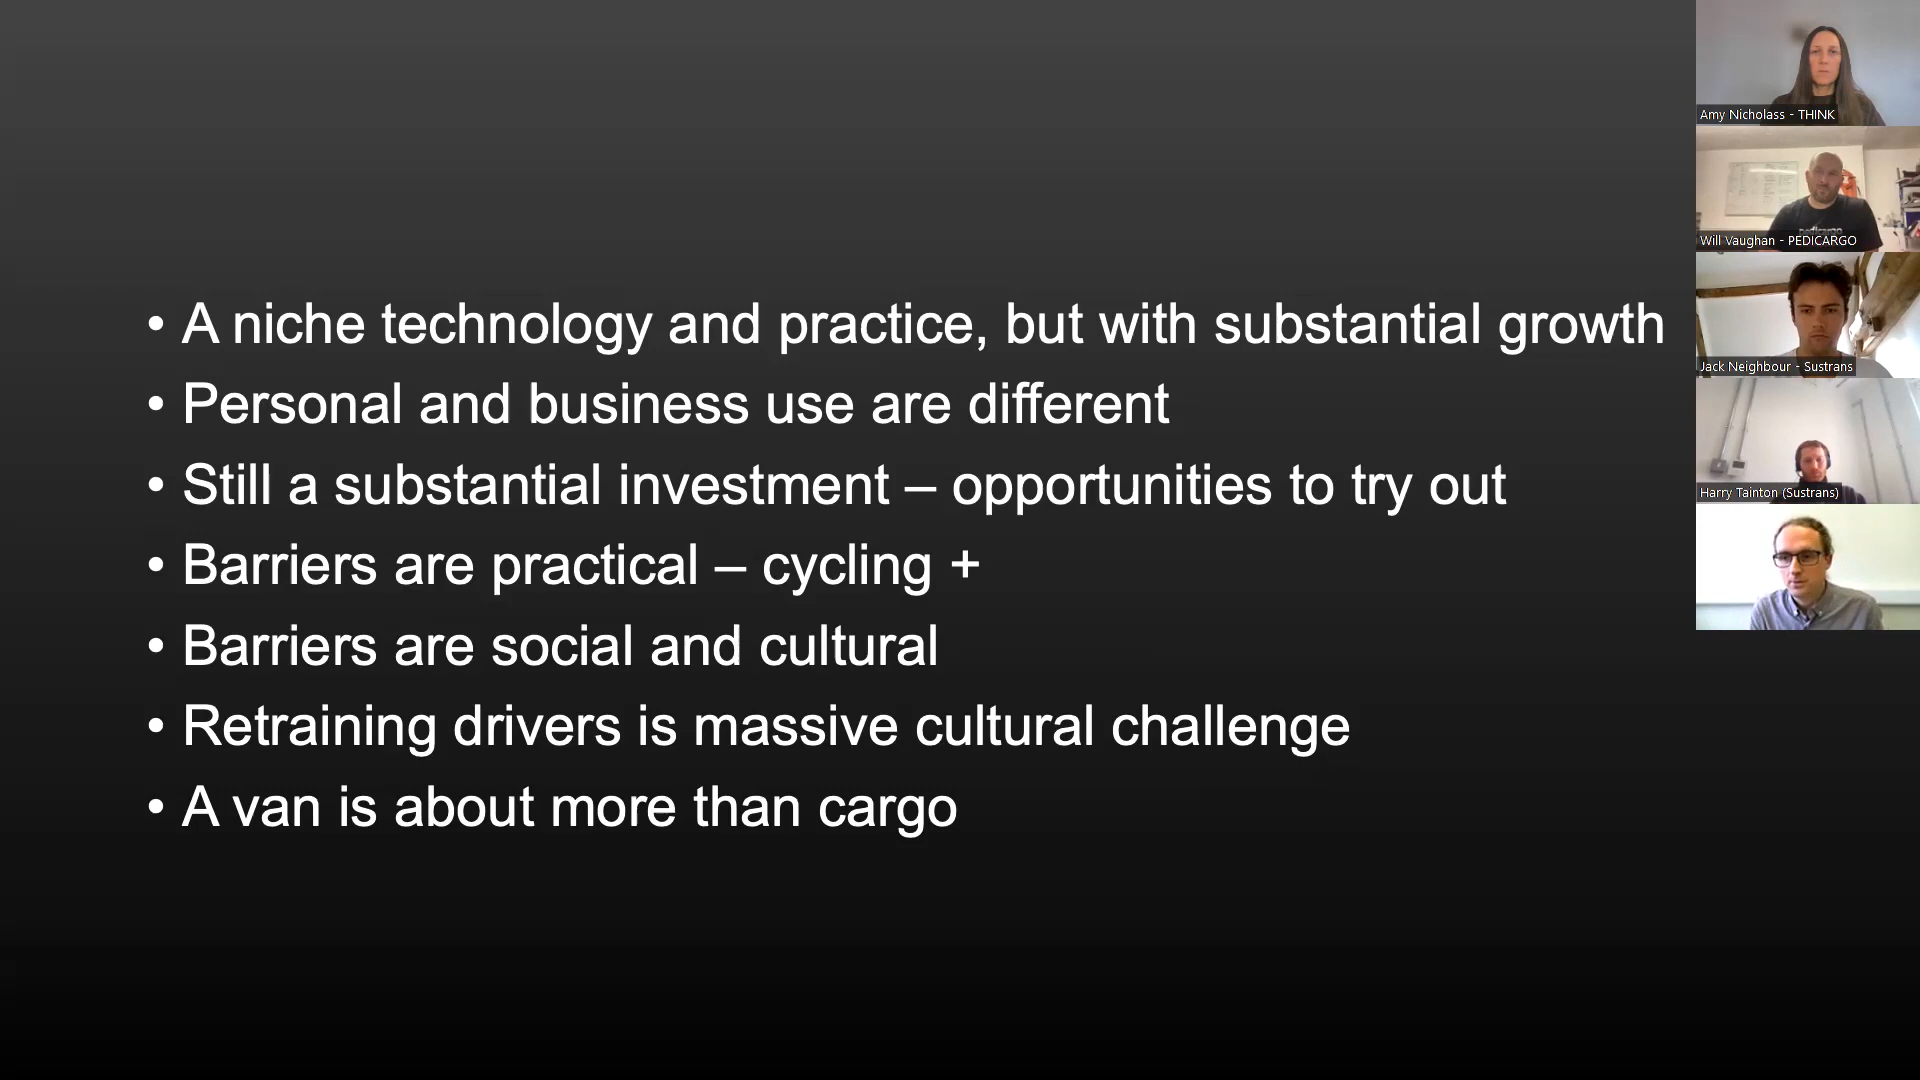 • A niche technology and practice, but with substantial growth
• Personal and business use are different
• Still a substantial investment – opportunities to try out
• Barriers are practical – cycling +
• Barriers are social and cultural
• Retraining drivers is massive cultural challenge
• A van is about more than cargo
Amy Nicholass - THINK
pedicargo
Will Vaughan - PEDICARGO
Jack Neighbour - Sustrans
Harry Tainton (Sustrans)